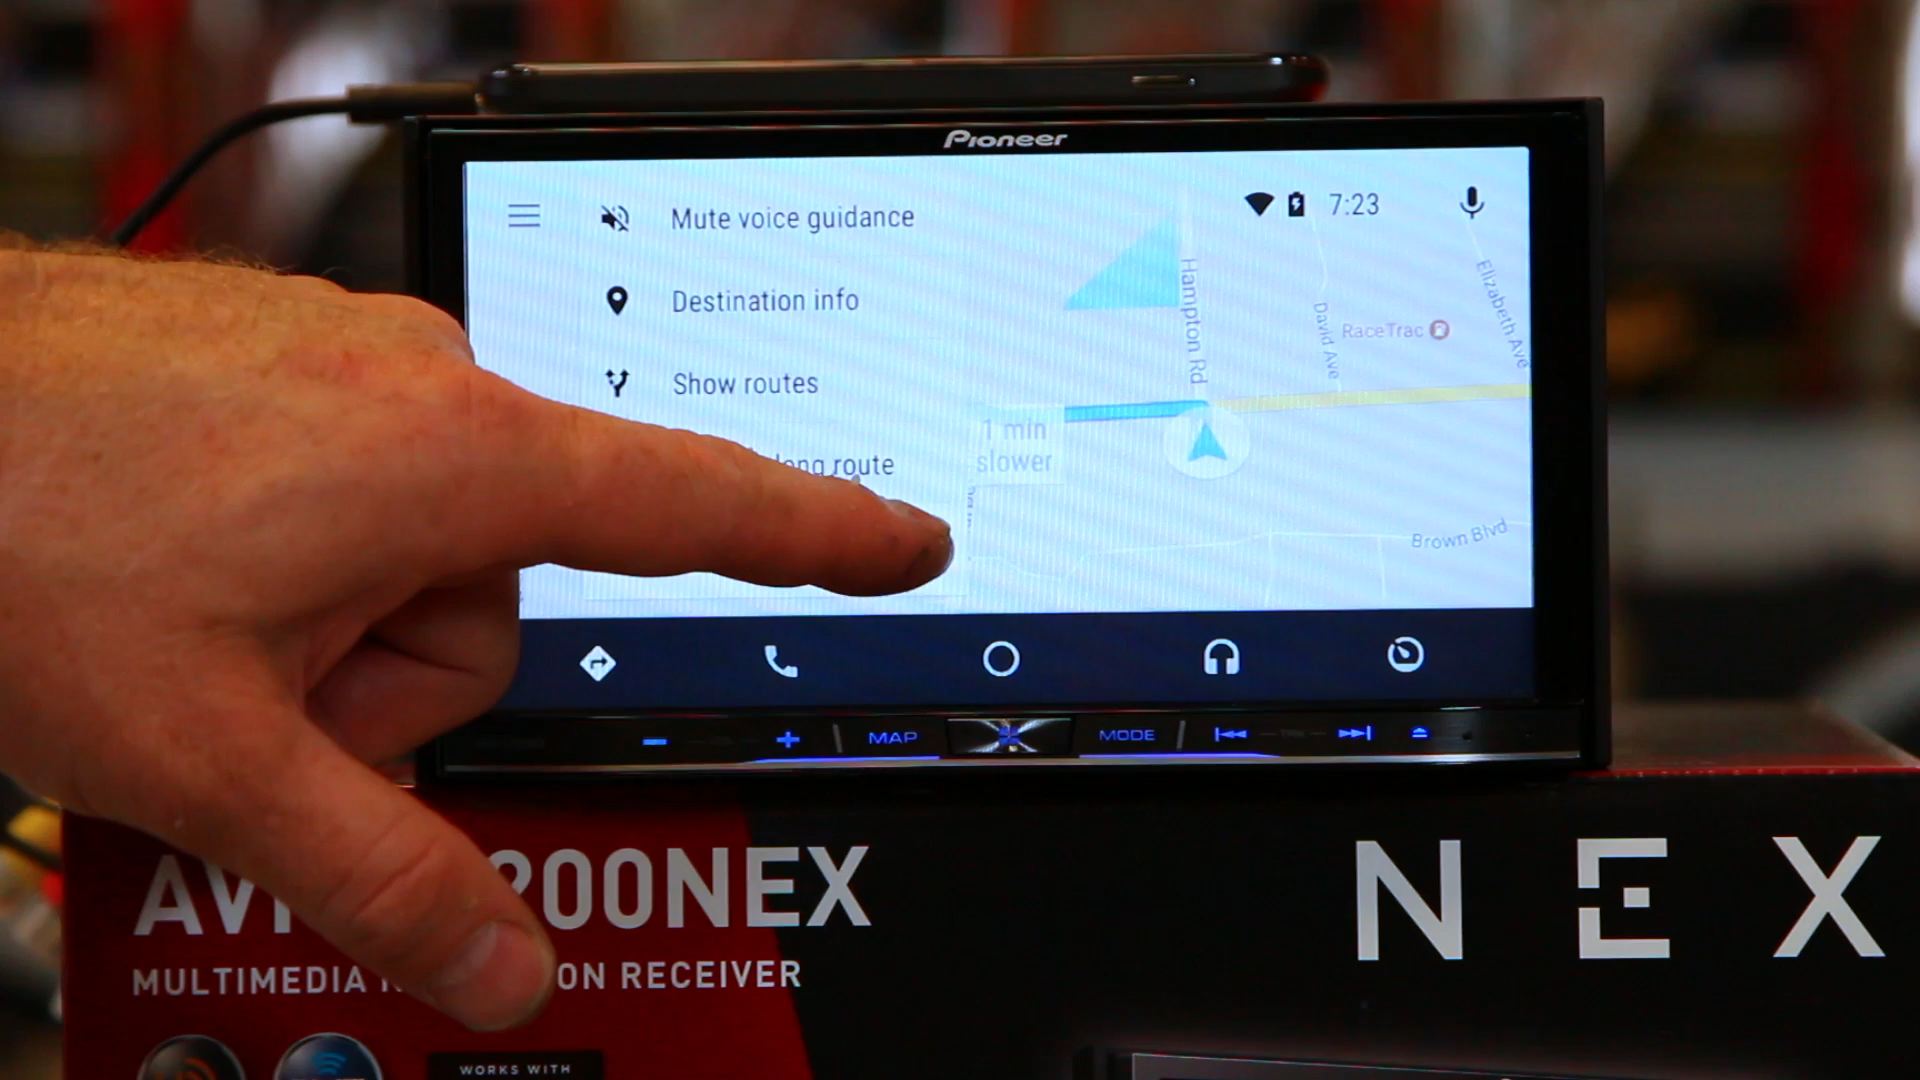 Pioneer
Mute voice guidance
7:23
Destination info
Hampton Rd
David Ave
Elizabeth Ave
RaceTrac
Show routes
1 min
slower
route
Brown Blvd
MAP
MODE
200NEX
NEX
MULTIMEDIA
RECEIVER
WORKS WITH